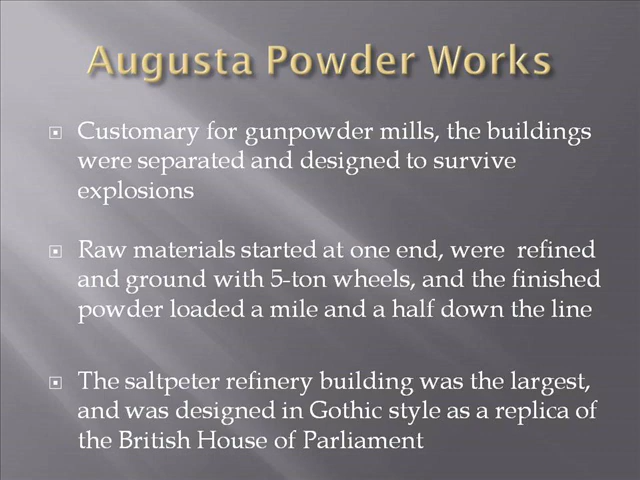 Augusta Powder Works
Customary for gunpowder mills, the buildings
were separated and designed to survive
explosions
Raw materials started at one end, were  refined
and ground with 5-ton wheels, and the finished
powder loaded a mile and a half down the line
The saltpeter refinery building was the largest,
and was designed in Gothic style as a replica of
the British House of Parliament